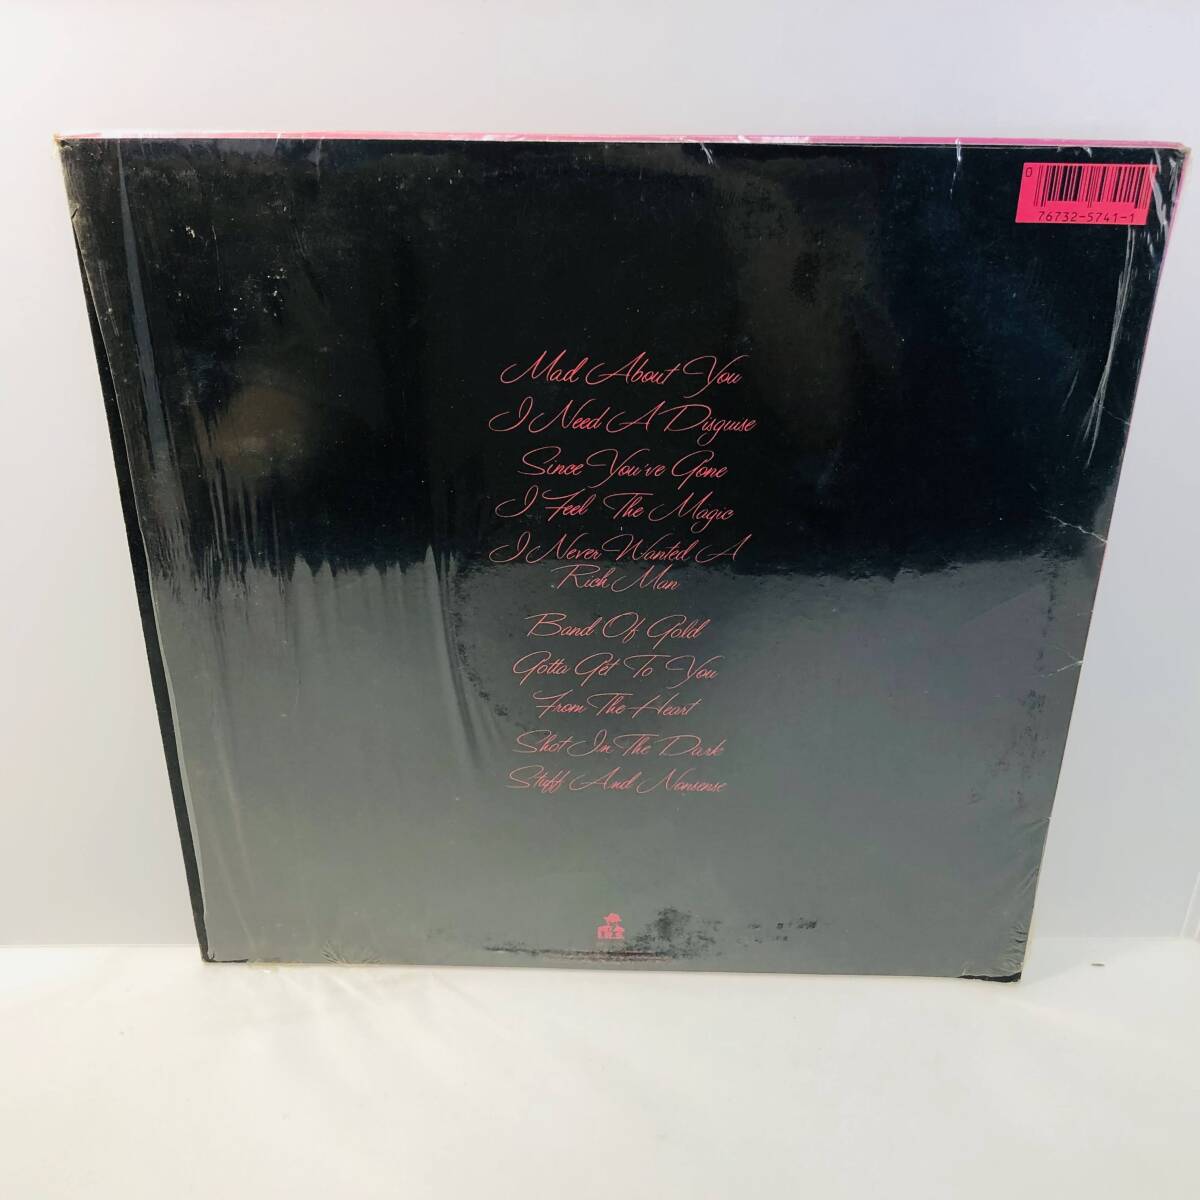 0
76732-5741-1
Mad About You
I Need A Disguise
Since You've Gone
I Feel The Magic
I Never Wanted A
Rich Man
Band Of Gold
Gotta Get To You
From The Heart
Shot In The Dark
Stuff And Nonsense